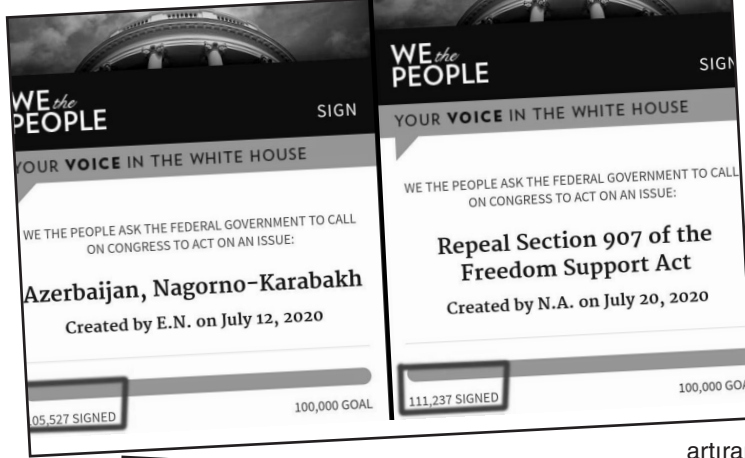 WE the
PEOPLE
SIGN
YOUR VOICE IN THE WHITE HOUSE
WE THE PEOPLE ASK THE FEDERAL GOVERNMENT TO CALL
ON CONGRESS TO ACT ON AN ISSUE:
Azerbaijan, Nagorno-Karabakh
Created by E.N. on July 12, 2020
05,527 SIGNED
100,000 GOAL
WE the
PEOPLE
SIGN
YOUR VOICE IN THE WHITE HOUSE
WE THE PEOPLE ASK THE FEDERAL GOVERNMENT TO CALL
ON CONGRESS TO ACT ON AN ISSUE:
Repeal Section 907 of the
Freedom Support Act
Created by N.A. on July 20, 2020
111,237 SIGNED
100,000 GOA
artıra